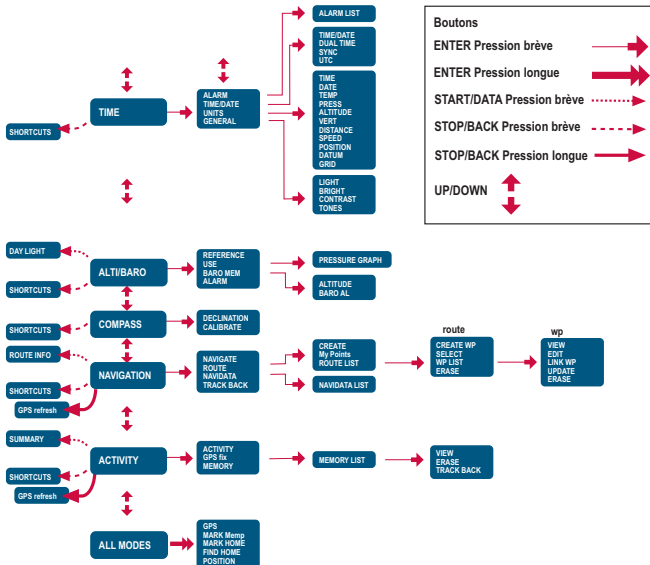 ALARM LIST
TIME/DATE
DUAL TIME
SYNC
UTC
TIME
SHORTCUTS
ALARM
TIME/DATE
UNITS
GENERAL
TIME
DATE
TEMP
PRESS
ALTITUDE
VERT
DISTANCE
SPEED
POSITION
DATUM
GRID
LIGHT
BRIGHT
CONTRAST
TONES
Boutons
ENTER Pression brève
ENTER Pression longue
START/DATA Pression brève
STOP/BACK Pression brève
STOP/BACK Pression longue
UP/DOWN
DAY LIGHT
SHORTCUTS
ALTI/BARO
REFERENCE
USE
BARO MEM
ALARM
PRESSURE GRAPH
ALTITUDE
BARO AL
SHORTCUTS
COMPASS
DECLINATION
CALIBRATE
ROUTE INFO
SHORTCUTS
GPS refresh
NAVIGATION
NAVIGATE
ROUTE
NAVIDATA
TRACK BACK
CREATE
My Points
ROUTE LIST
NAVIDATA LIST
route
CREATE WP
SELECT
WP LIST
ERASE
wp
VIEW
EDIT
LINK WP
UPDATE
ERASE
SUMMARY
SHORTCUTS
GPS refresh
ACTIVITY
ACTIVITY
GPS fix
MEMORY
MEMORY LIST
VIEW
ERASE
TRACK BACK
ALL MODES
GPS
MARK Memp
MARK HOME
FIND HOME
POSITION